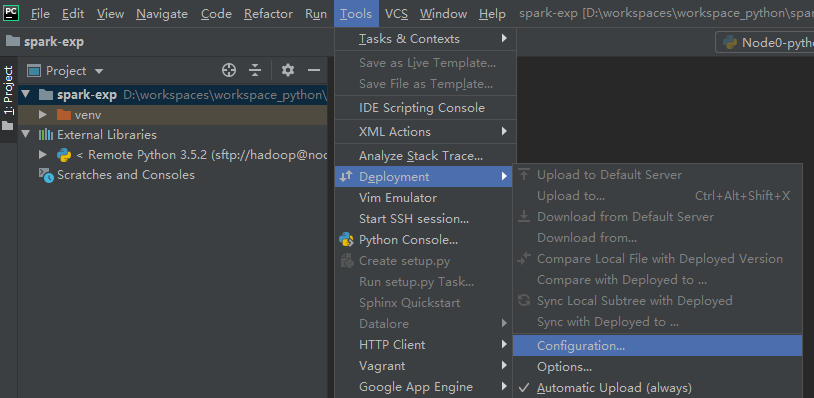 PC File Edit View Navigate Code Refactor Run Tools VCS Window Help spark-exp [D:\workspaces\workspace_python\spar
spark-exp
Node0-pyth
1: Project
Project
spark-exp D:\workspaces\workspace_python\
venv
External Libraries
< Remote Python 3.5.2 (sftp://hadoop@nod
Scratches and Consoles
Tasks & Contexts
Save as Live Template...
Save File as Template...
IDE Scripting Console
XML Actions
Analyze Stack Trace...
Deployment
Vim Emulator
Start SSH session...
Python Console...
Create setup.py
Run setup.py Task...
Sphinx Quickstart
Datalore
HTTP Client
Vagrant
Google App Engine
Upload to Default Server
Upload to... Ctrl+Alt+Shift+X
Download from Default Server
Download from...
Compare Local File with Deployed Version
Compare with Deployed to ...
Sync Local Subtree with Deployed
Sync with Deployed to ...
Configuration...
Options...
Automatic Upload (always)